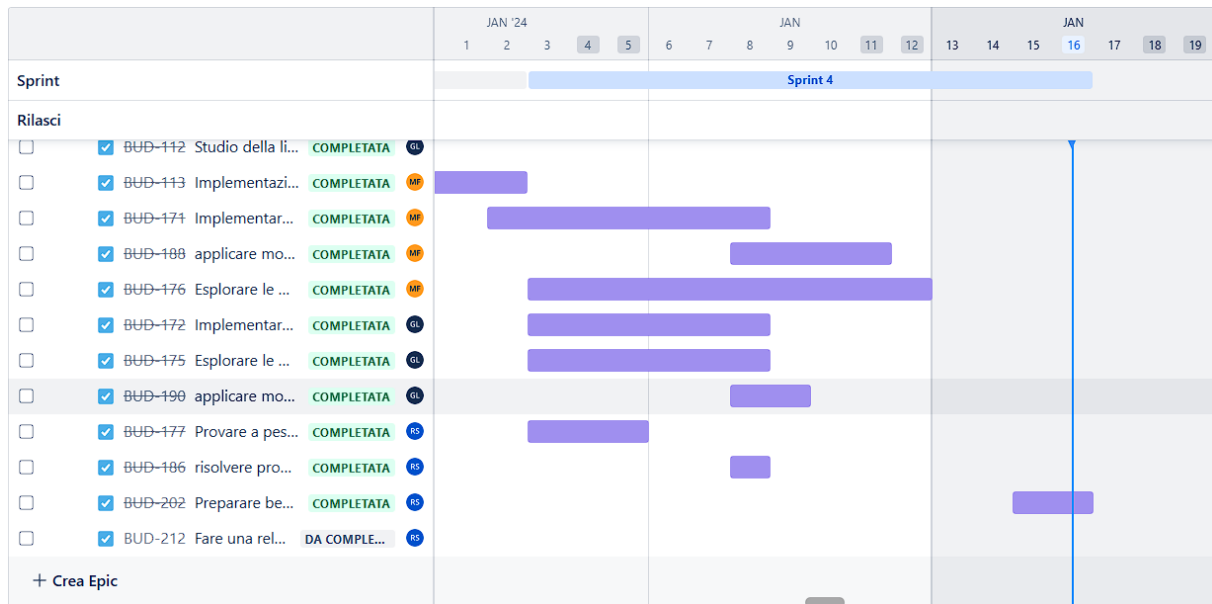 JAN '24 JAN JAN
1 2 3 4 5 6 7 8 9 10 11 12 13 14 15 16 17 18 19
Sprint Sprint 4
Rilasci
BUD-112 Studio della li... COMPLETATA GL
BUD-113 Implementazi... COMPLETATA MF
BUD-171 Implementar... COMPLETATA MF
BUD-188 applicare mo... COMPLETATA MF
BUD-176 Esplorare le ... COMPLETATA MF
BUD-172 Implementar... COMPLETATA GL
BUD-175 Esplorare le ... COMPLETATA GL
BUD-190 applicare mo... COMPLETATA GL
BUD-177 Provare a pes... COMPLETATA RS
BUD-186 risolvere pro... COMPLETATA RS
BUD-202 Preparare be... COMPLETATA RS
BUD-212 Fare una rel... DA COMPLE... RS
+ Crea Epic